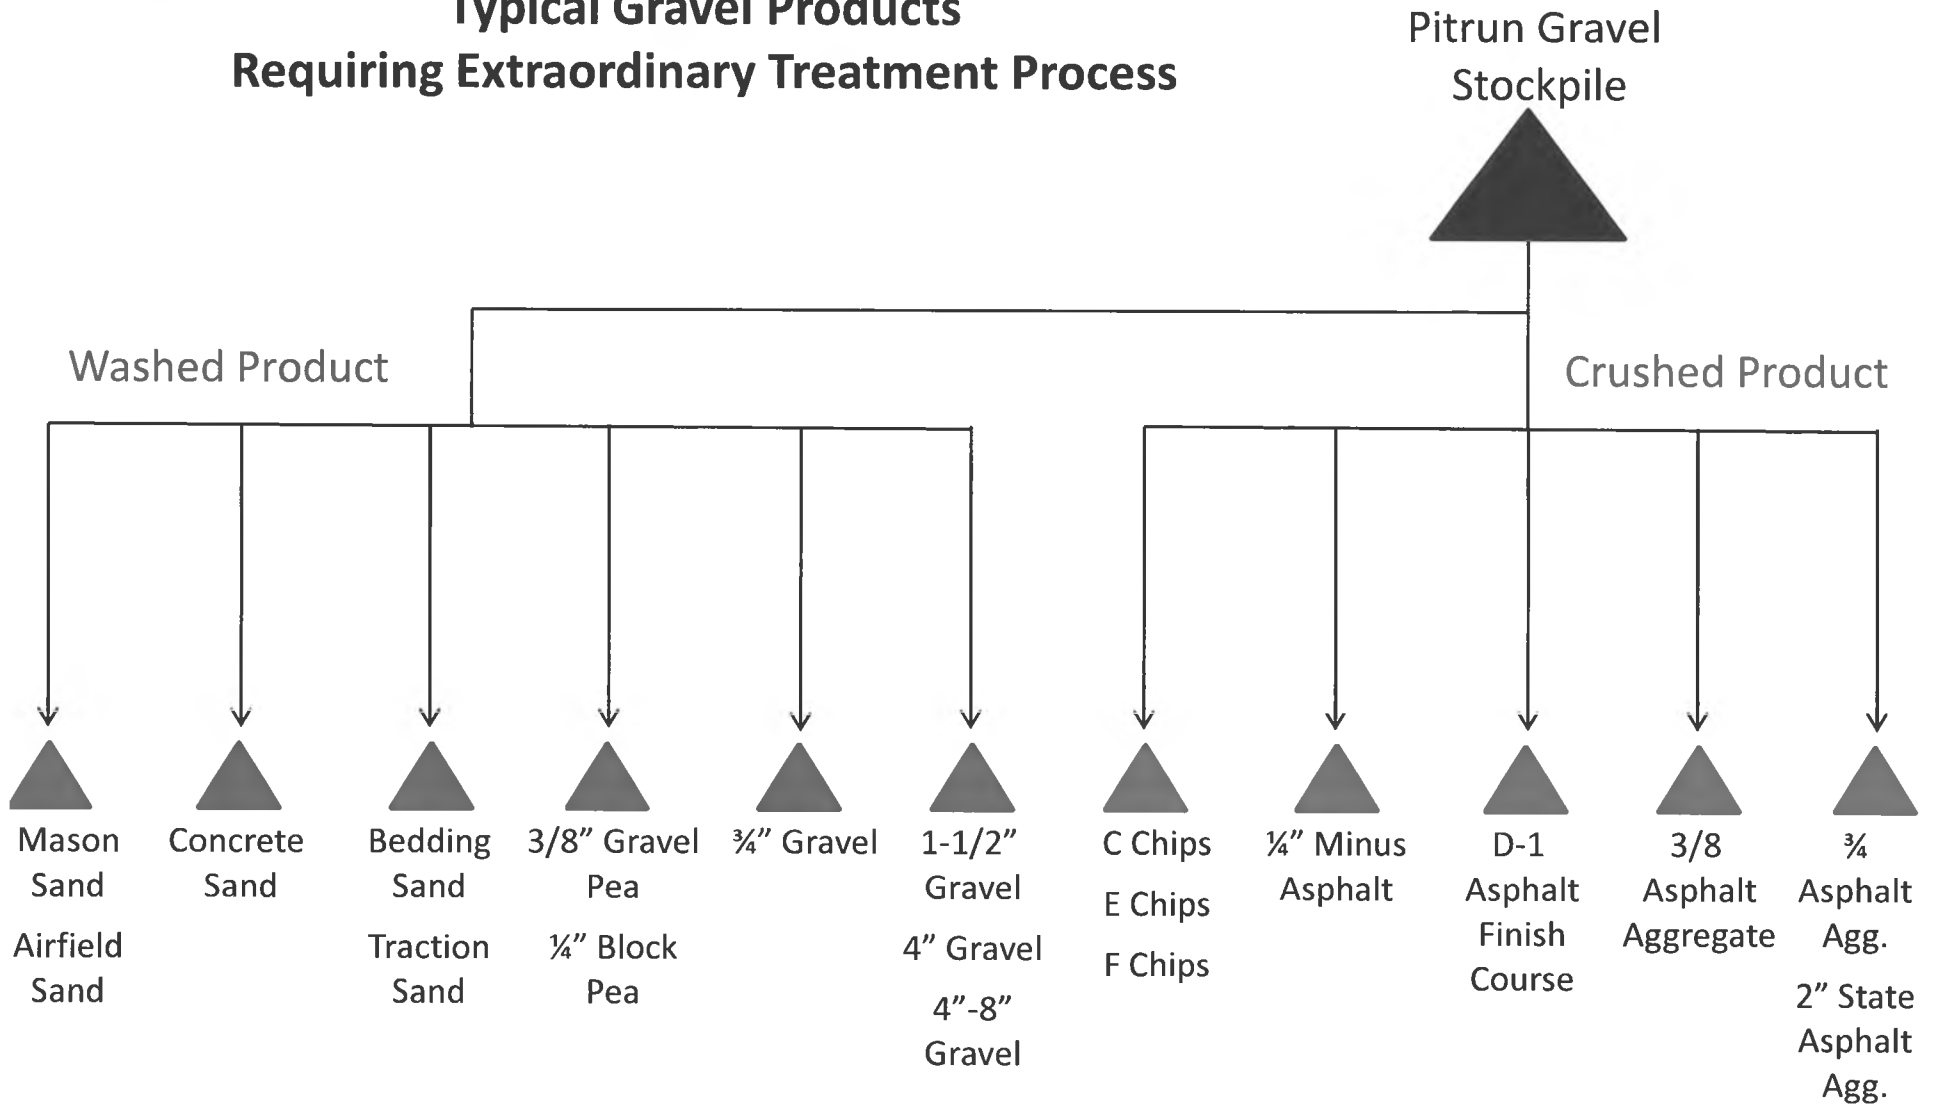 Typical Gravel Products
Requiring Extraordinary Treatment Process
Pitrun Gravel
Stockpile
Washed Product
Crushed Product
Mason
Sand
Airfield
Sand
Concrete
Sand
Bedding
Sand
Traction
Sand
3/8” Gravel
Pea
¼” Block
Pea
¾” Gravel
1-1/2”
Gravel
4” Gravel
4”-8”
Gravel
C Chips
E Chips
F Chips
¼” Minus
Asphalt
D-1
Asphalt
Finish
Course
3/8
Asphalt
Aggregate
¾
Asphalt
Agg.
2” State
Asphalt
Agg.